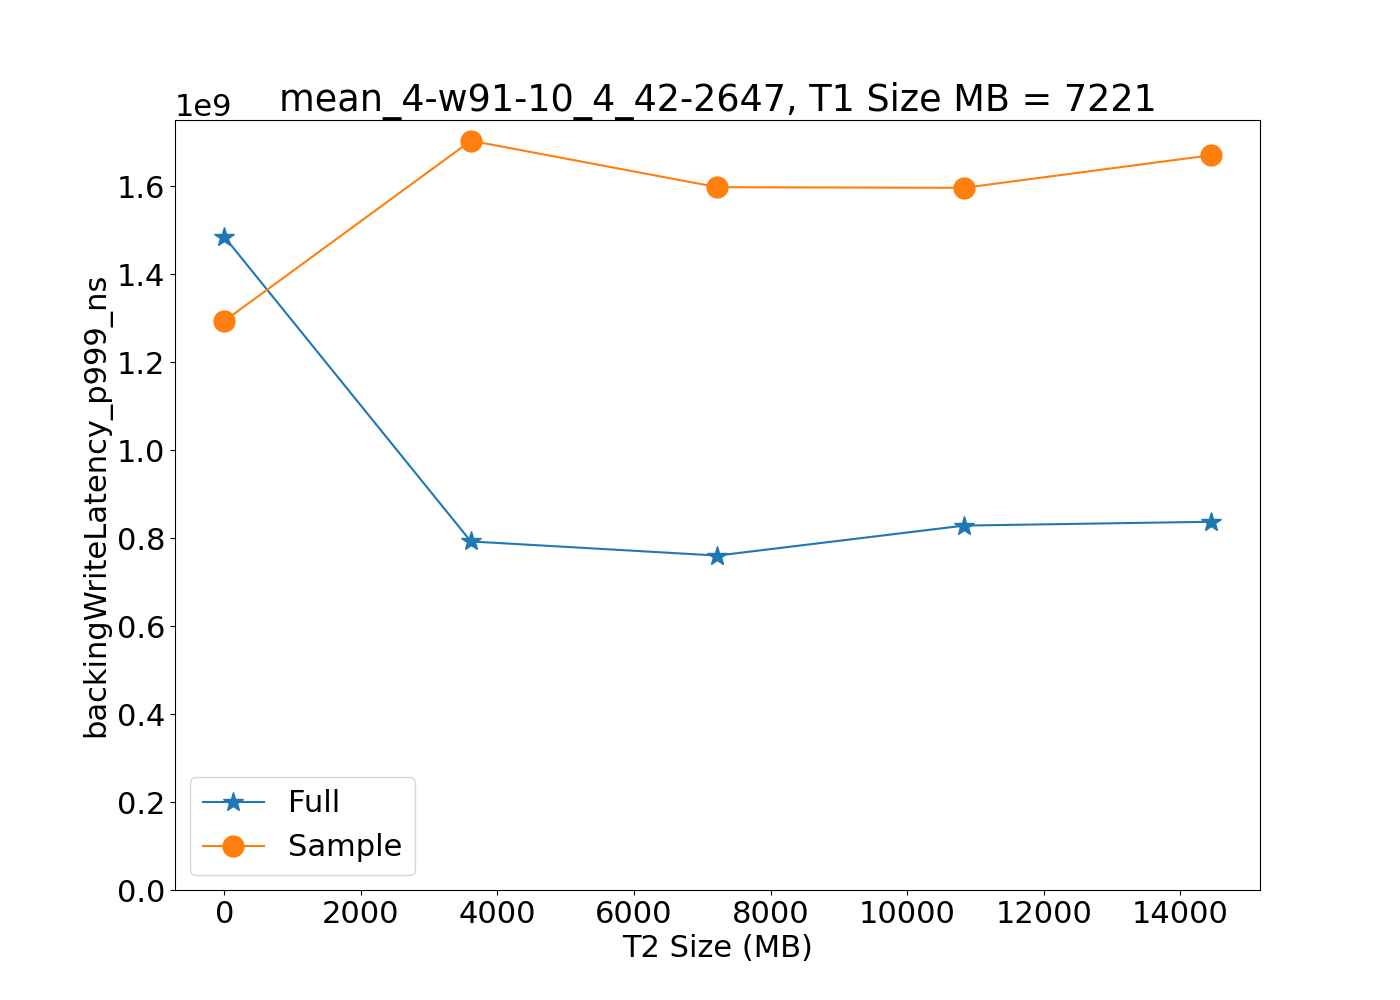 mean_4-w91-10_4_42-2647, T1 Size MB = 7221
1e9
1.6
1.4
1.2
1.0
0.8
0.6
0.4
0.2
0.0
backingWriteLatency_p999_ns
Full
Sample
0 2000 4000 6000 8000 10000 12000 14000
T2 Size (MB)